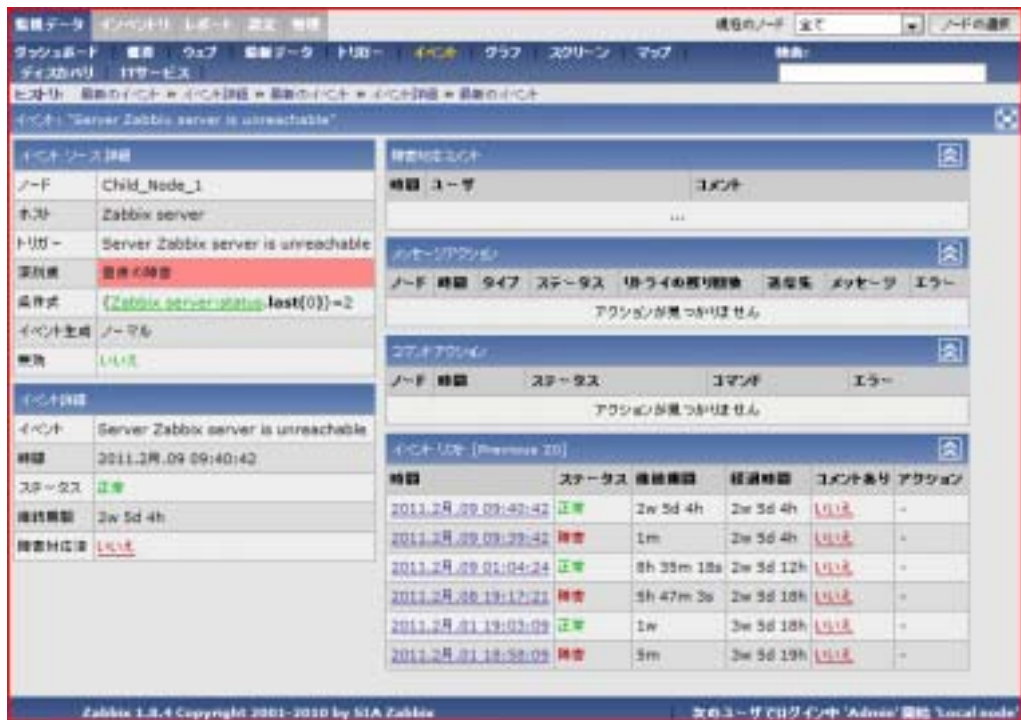 監視データ インベントリ レポート 設定 管理 現在のノード 全て ノードの選択
ダッシュボード 概要 ウェブ 最新データ トリガー イベント グラフ スクリーン マップ 検索:
ディスカバリ ITサービス
ヒストリ: 最新のイベント » イベント詳細 » 最新のイベント » イベント詳細 » 最新のイベント
イベント: "Server Zabbix server is unreachable"
イベントソース詳細
ノード Child_Node_1
ホスト Zabbix server
トリガー Server Zabbix server is unreachable
深刻度 重度の障害
条件式 {Zabbix server:status.last(0)}=2
イベント生成 ノーマル
無効 いいえ
イベント詳細
イベント Server Zabbix server is unreachable
時間 2011.2月.09 09:40:42
ステータス 正常
継続期間 2w 5d 4h
障害対応済 いいえ
障害対応コメント
時間 ユーザ コメント
...
メッセージアクション
ノード 時間 タイプ ステータス リトライの残り回数 送信先 メッセージ エラー
アクションが見つかりません
コマンドアクション
ノード 時間 ステータス コマンド エラー
アクションが見つかりません
イベントリスト [Previous 20]
時間 ステータス 継続期間 経過時間 コメントあり アクション
2011.2月.09 09:40:42 正常 2w 5d 4h 2w 5d 4h いいえ -
2011.2月.09 09:39:42 障害 1m 2w 5d 4h いいえ -
2011.2月.09 01:04:24 正常 8h 35m 18s 2w 5d 12h いいえ -
2011.2月.08 19:17:21 障害 5h 47m 3s 2w 5d 18h いいえ -
2011.2月.01 19:03:09 正常 1w 3w 5d 18h いいえ -
2011.2月.01 18:58:09 障害 5m 3w 5d 19h いいえ -
Zabbix 1.8.4 Copyright 2001-2010 by SIA Zabbix 次のユーザでログイン中 'Admin' 開始 'Local node'